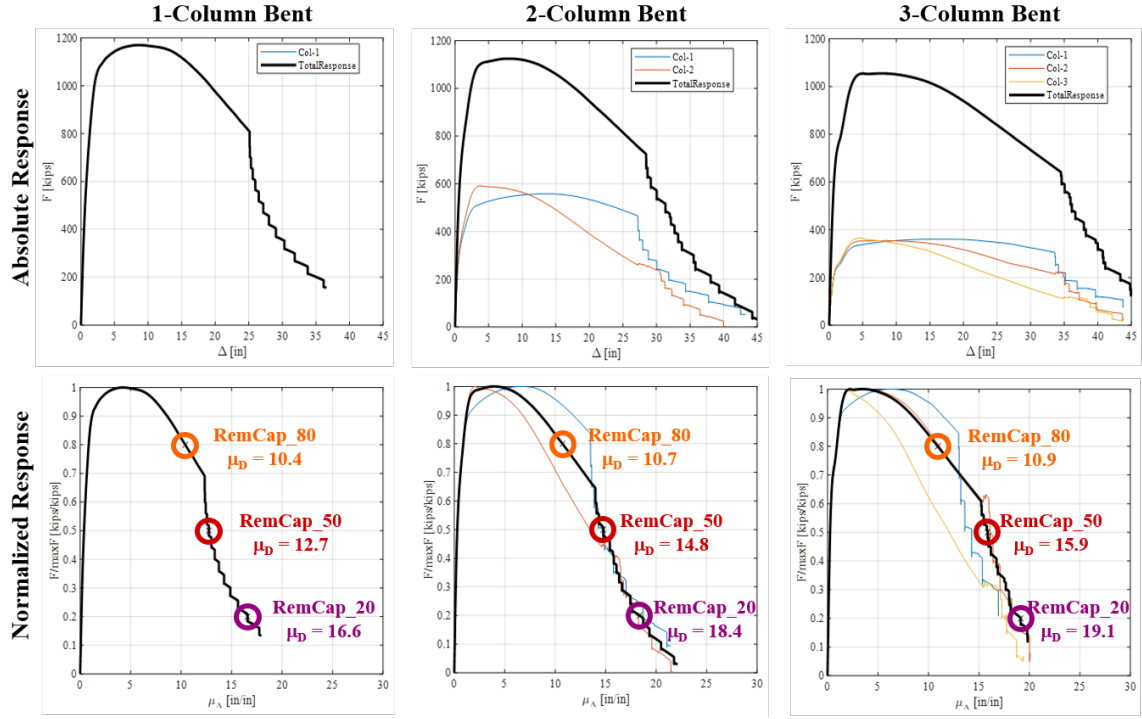 1-Column Bent
2-Column Bent
3-Column Bent
Absolute Response
F [kips]
1200
1000
800
600
400
200
0
Col-1
TotalResponse
0 5 10 15 20 25 30 35 40 45
Δ [in]
F [kips]
1200
1000
800
600
400
200
0
Col-1
Col-2
TotalResponse
0 5 10 15 20 25 30 35 40 45
Δ [in]
F [kips]
1200
1000
800
600
400
200
0
Col-1
Col-2
Col-3
TotalResponse
0 5 10 15 20 25 30 35 40 45
Δ [in]
Normalized Response
F/maxF [kips/kips]
1
0.9
0.8
0.7
0.6
0.5
0.4
0.3
0.2
0.1
0
RemCap_80
μD = 10.4
RemCap_50
μD = 12.7
RemCap_20
μD = 16.6
0 5 10 15 20 25 30
μΔ [in/in]
F/maxF [kips/kips]
1
0.9
0.8
0.7
0.6
0.5
0.4
0.3
0.2
0.1
0
RemCap_80
μD = 10.7
RemCap_50
μD = 14.8
RemCap_20
μD = 18.4
0 5 10 15 20 25 30
μΔ [in/in]
F/maxF [kips/kips]
1
0.9
0.8
0.7
0.6
0.5
0.4
0.3
0.2
0.1
0
RemCap_80
μD = 10.9
RemCap_50
μD = 15.9
RemCap_20
μD = 19.1
0 5 10 15 20 25 30
μΔ [in/in]